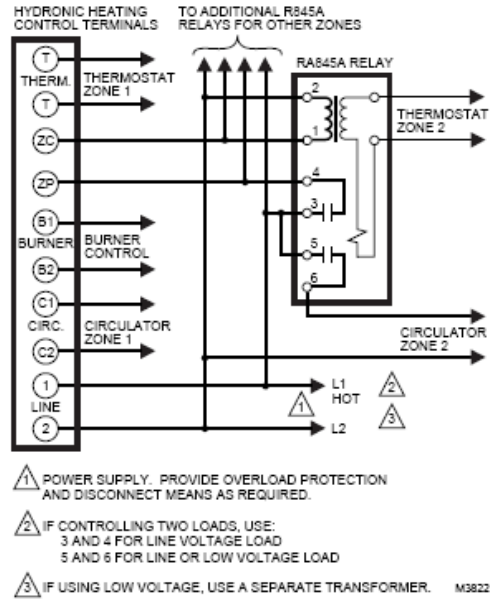 HYDRONIC HEATING
CONTROL TERMINALS
TO ADDITIONAL R845A
RELAYS FOR OTHER ZONES
RA845A RELAY
T
THERM.
T
THERMOSTAT
ZONE 1
ZC
ZP
B1
BURNER
B2
BURNER
CONTROL
C1
CIRC.
C2
CIRCULATOR
ZONE 1
1
LINE
2
2
1
4
3
5
6
THERMOSTAT
ZONE 2
CIRCULATOR
ZONE 2
L1
HOT
L2
1
2
3
1 POWER SUPPLY. PROVIDE OVERLOAD PROTECTION
AND DISCONNECT MEANS AS REQUIRED.
2 IF CONTROLLING TWO LOADS, USE:
3 AND 4 FOR LINE VOLTAGE LOAD
5 AND 6 FOR LINE OR LOW VOLTAGE LOAD
3 IF USING LOW VOLTAGE, USE A SEPARATE TRANSFORMER.
M3822